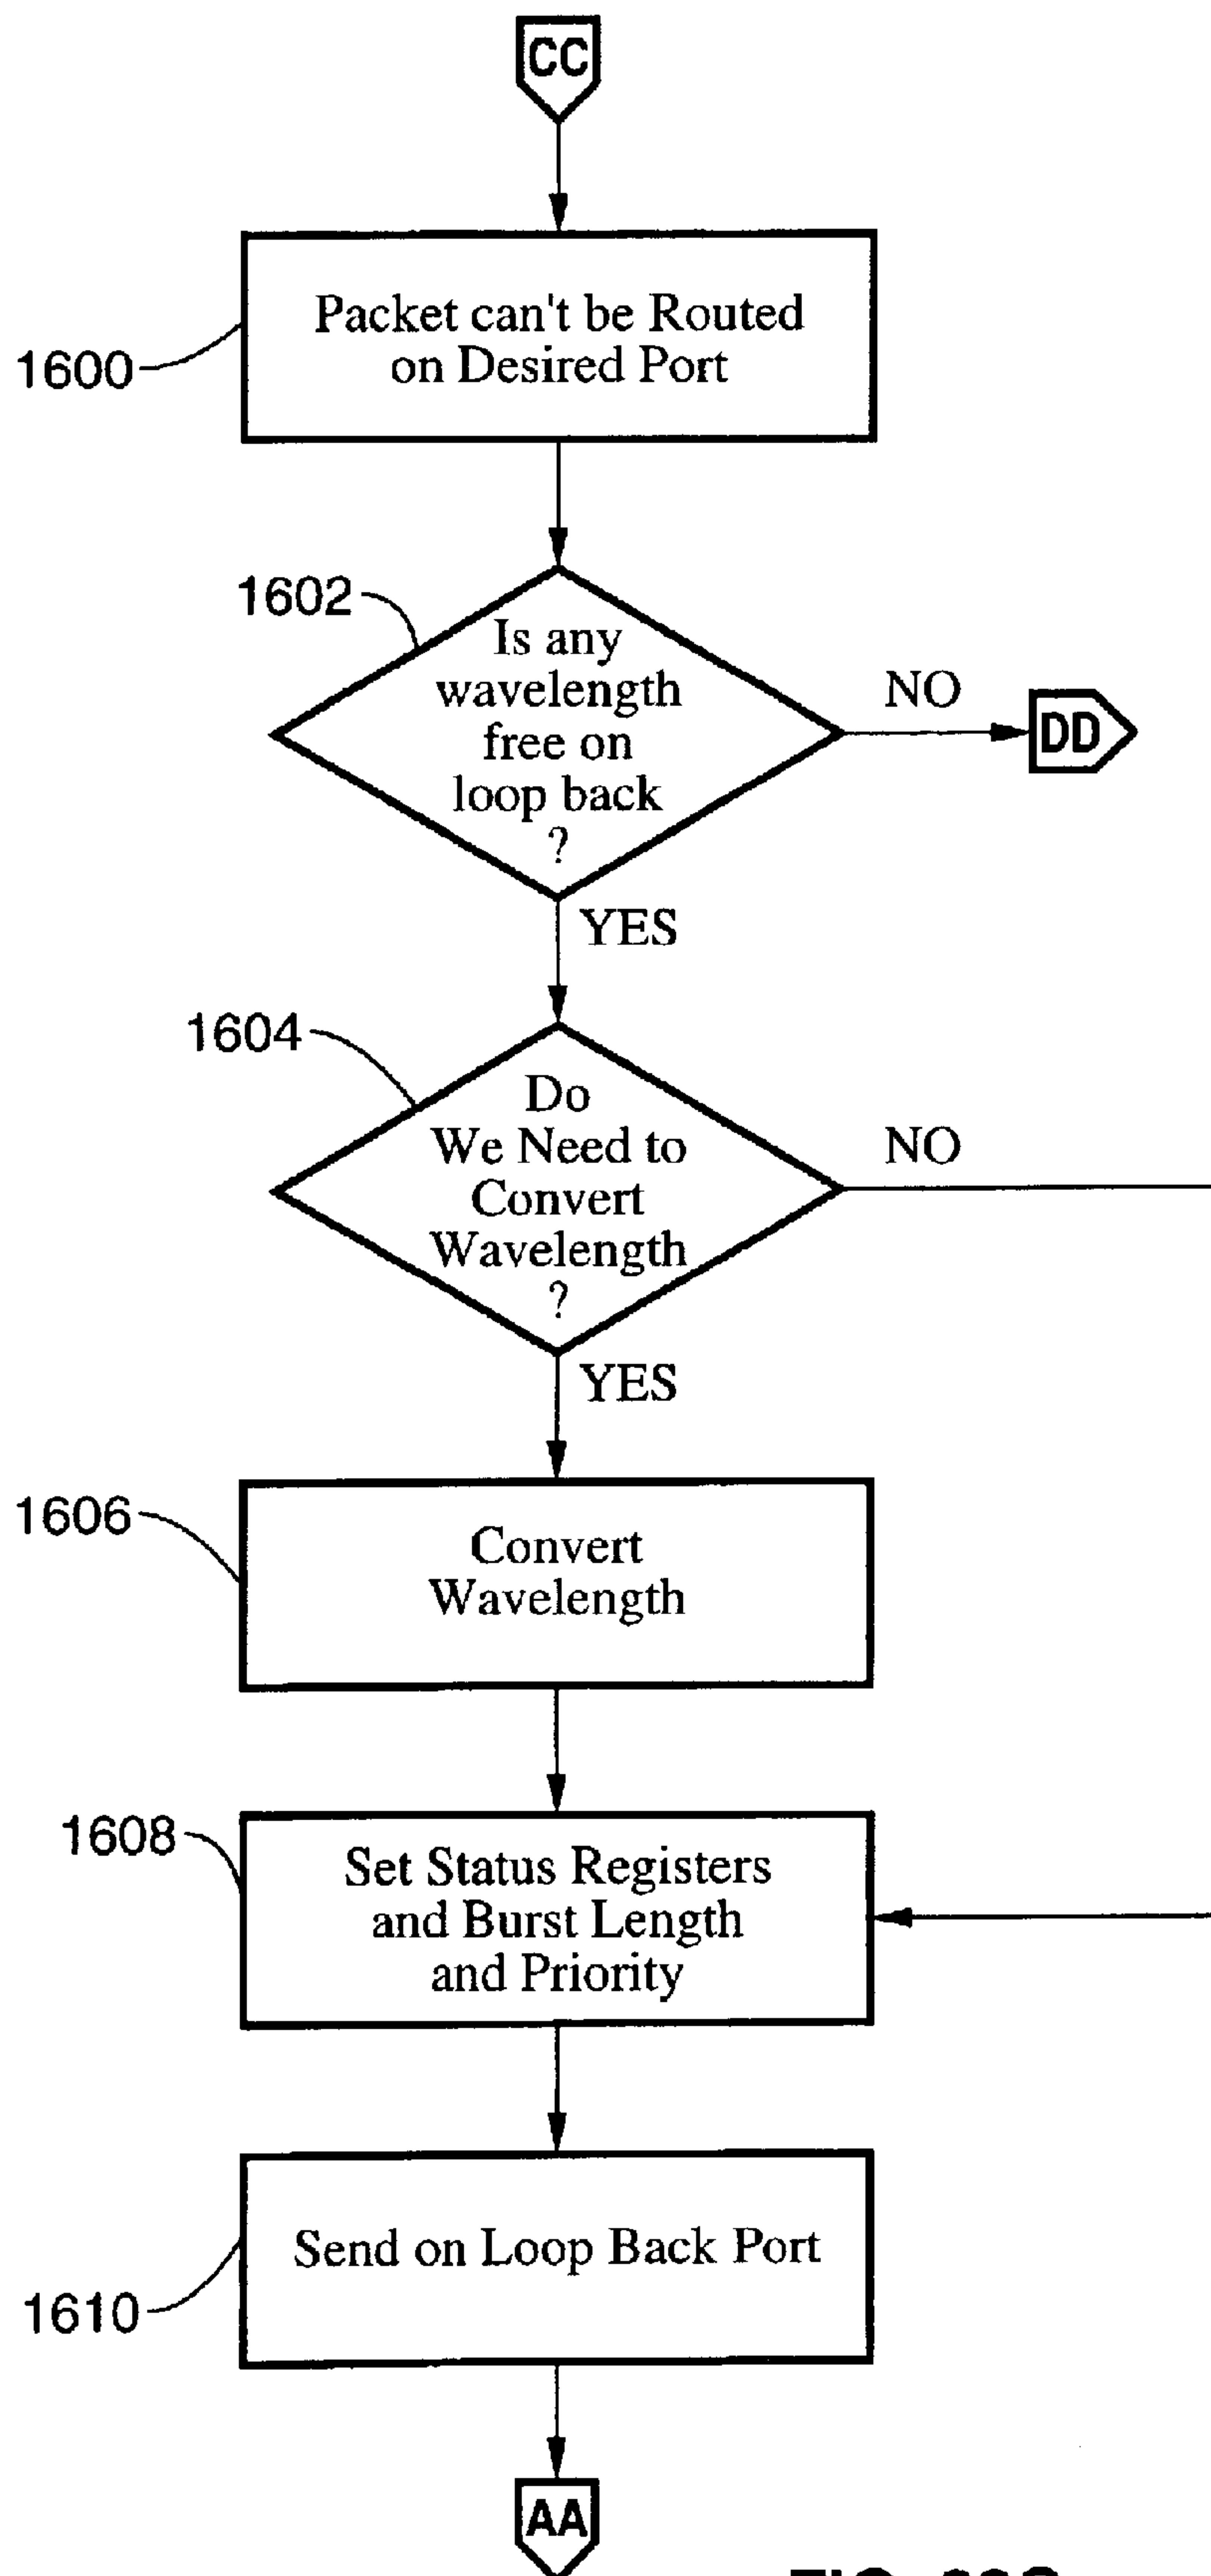 CC
Packet can't be Routed
on Desired Port
1600
1602
Is any
wavelength
free on
loop back
?
NO
DD
YES
1604
Do
We Need to
Convert
Wavelength
?
NO
YES
1606
Convert
Wavelength
1608
Set Status Registers
and Burst Length
and Priority
Send on Loop Back Port
1610
AA